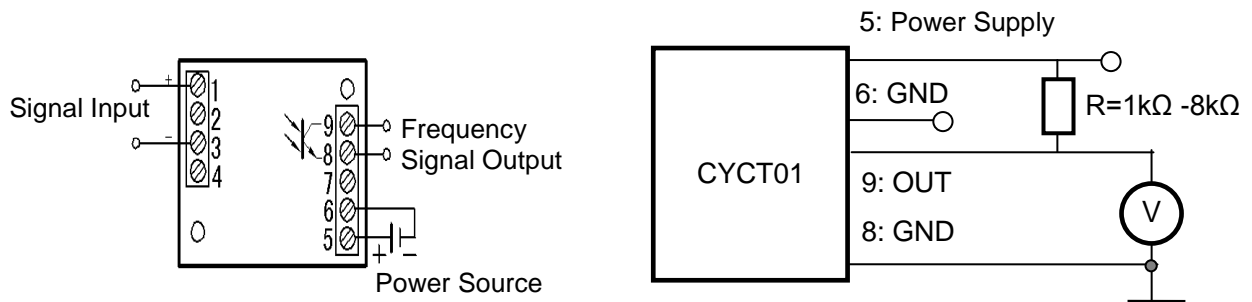 Signal Input
+
-
1
2
3
4
9
8
7
6
5
Frequency
Signal Output
+ -
Power Source
5: Power Supply
6: GND
R=1kΩ -8kΩ
CYCT01
9: OUT
8: GND
V